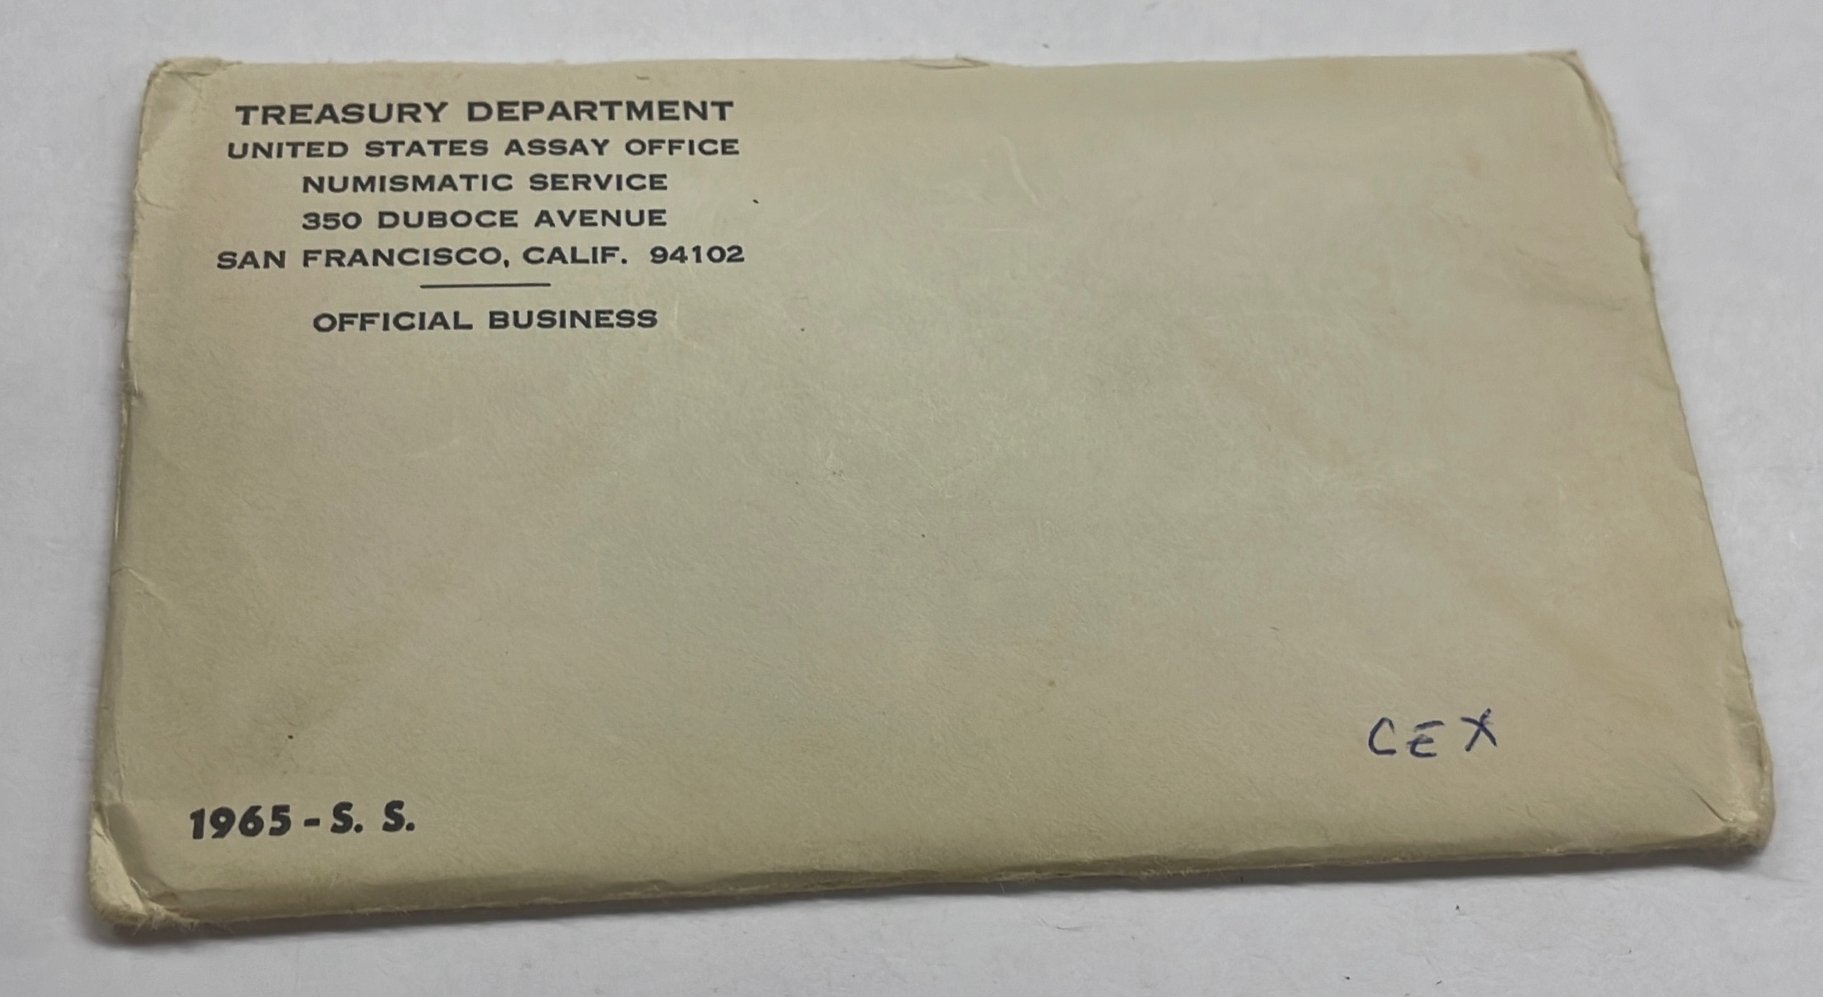 TREASURY DEPARTMENT
UNITED STATES ASSAY OFFICE
NUMISMATIC SERVICE
350 DUBOCE AVENUE
SAN FRANCISCO, CALIF. 94102
OFFICIAL BUSINESS
CEX
1965 - S. S.